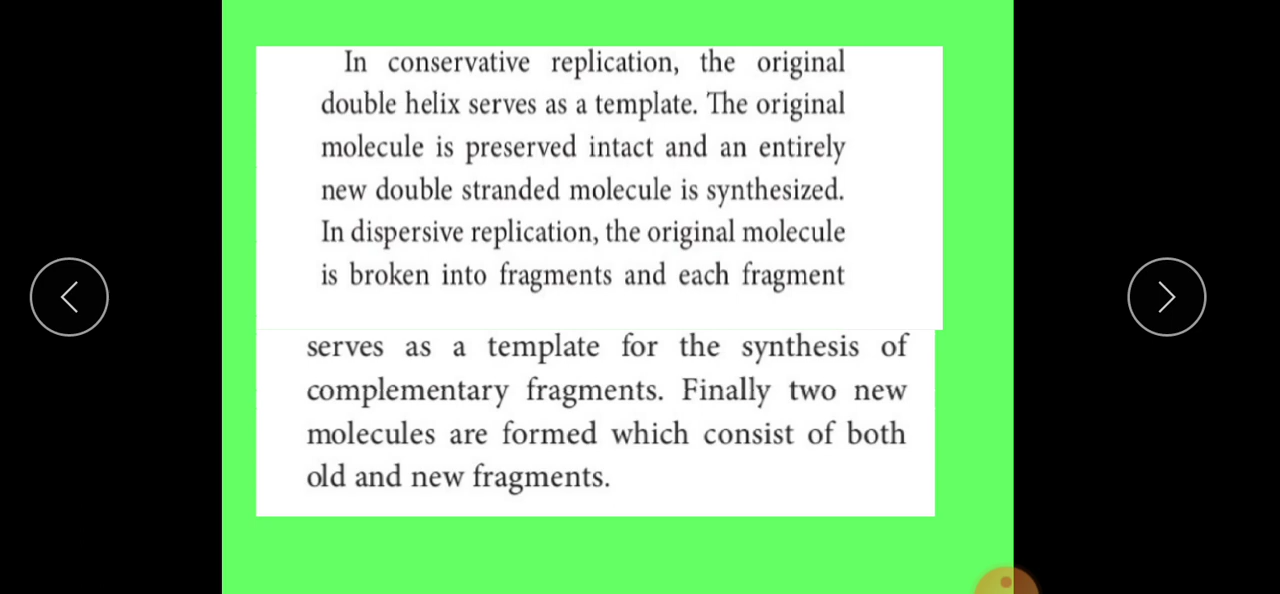 In conservative replication, the original
double helix serves as a template. The original
molecule is preserved intact and an entirely
new double stranded molecule is synthesized.
In dispersive replication, the original molecule
is broken into fragments and each fragment
serves as a template for the synthesis of
complementary fragments. Finally two new
molecules are formed which consist of both
old and new fragments.